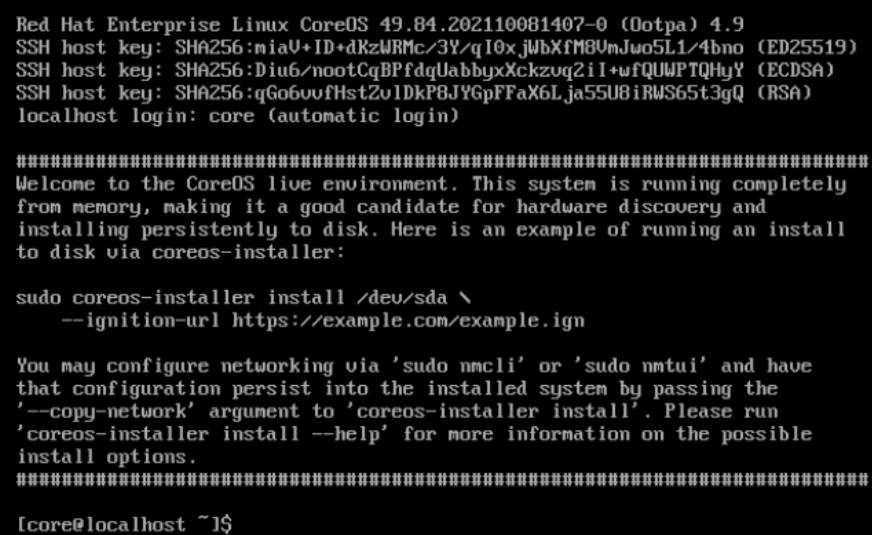 Red Hat Enterprise Linux CoreOS 49.84.202110081407-0 (Ootpa) 4.9
SSH host key: SHA256:miaV+ID+dKzWRMc/3Y/qI0xjWbXfM8VmJwo5L1/4bno (ED25519)
SSH host key: SHA256:Diu6/nootCqBPfdqUabbyxXckzvq2iI+wfQUWPTQHyY (ECDSA)
SSH host key: SHA256:qGo6vvfHstZvlDkP8JYGpFFaX6Lja55U8iRWS65t3gQ (RSA)
localhost login: core (automatic login)
###########################################################################
Welcome to the CoreOS live environment. This system is running completely
from memory, making it a good candidate for hardware discovery and
installing persistently to disk. Here is an example of running an install
to disk via coreos-installer:
sudo coreos-installer install /dev/sda \
    --ignition-url https://example.com/example.ign
You may configure networking via 'sudo nmcli' or 'sudo nmtui' and have
that configuration persist into the installed system by passing the
'--copy-network' argument to 'coreos-installer install'. Please run
'coreos-installer install --help' for more information on the possible
install options.
###########################################################################
[core@localhost ~]$